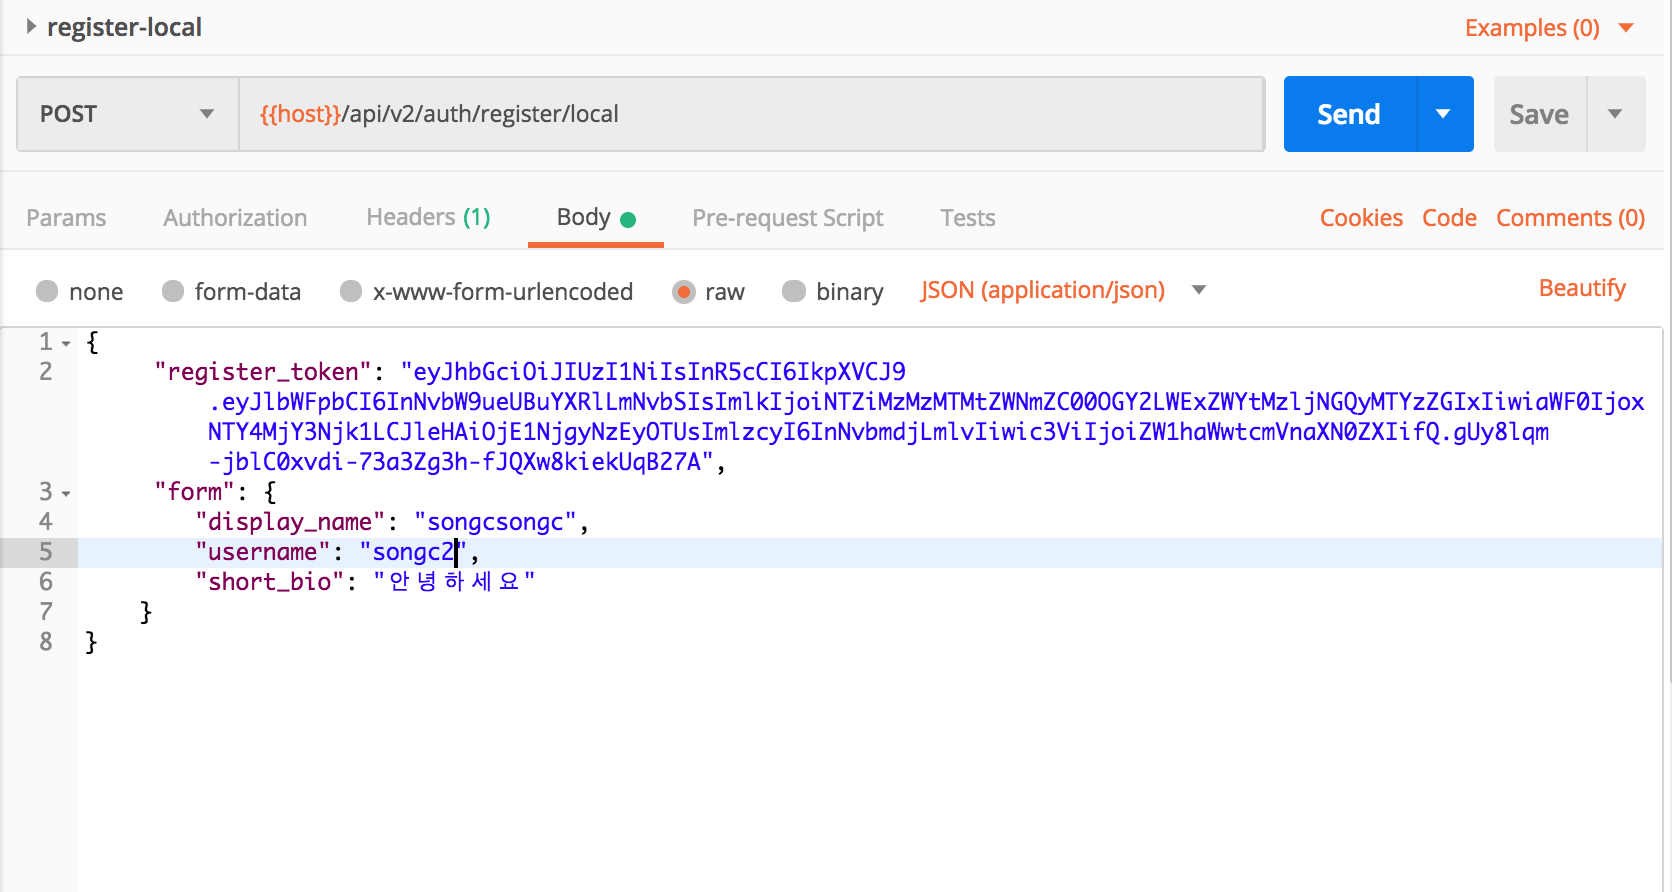 register-local
Examples (0)
POST
{{host}}/api/v2/auth/register/local
Send
Save
Params Authorization Headers (1) Body Pre-request Script Tests
Cookies Code Comments (0)
none form-data x-www-form-urlencoded raw binary JSON (application/json)
Beautify
1 {
2 "register_token": "eyJhbGciOiJIUzI1NiIsInR5cCI6IkpXVCJ9
.eyJlbWFpbCI6InNvbW9ueUBuYXRlLmNvbSIsImlkIjoiNTZiMzMzMTMtZWNmZC00OGY2LWExZWYtMzljNGQyMTYzZGIxIiwiaWF0Ijox
NTY4MjY3Njk1LCJleHAiOjE1NjgyNzEyOTUsImlzcyI6InNvbmdjLmlvIiwic3ViIjoiZW1haWwtcmVnaXN0ZXIifQ.gUy8lqm
-jblC0xvdi-73a3Zg3h-fJQXw8kiekUqB27A",
3 "form": {
4 "display_name": "songcsongc",
5 "username": "songc2",
6 "short_bio": "안녕하세요"
7 }
8 }